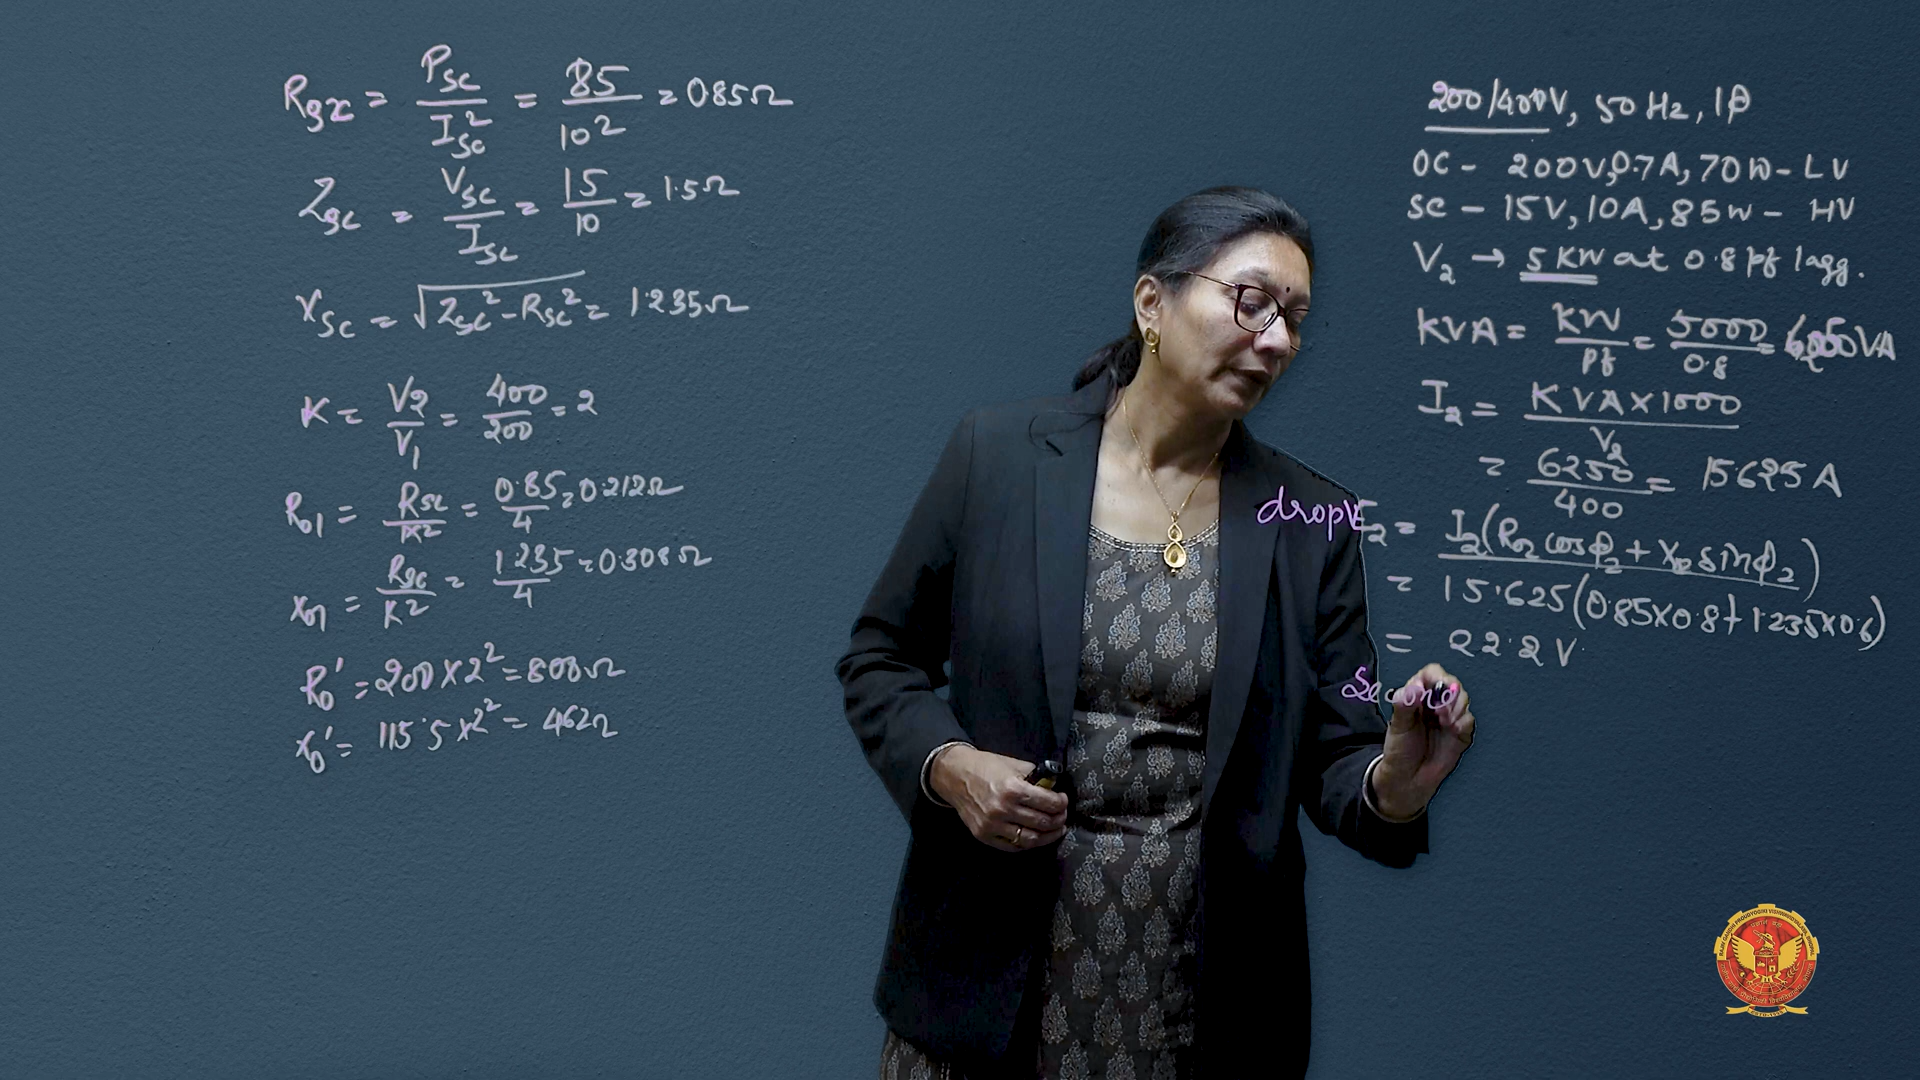 Rsc = Psc / Isc² = 85 / 10² = 0.85Ω
Zsc = Vsc / Isc = 15 / 10 = 1.5Ω
Xsc = √(Zsc² - Rsc²) = 1.235Ω
K = V2 / V1 = 400 / 200 = 2
R01 = Rsc / K² = 0.85 / 4 = 0.212Ω
X01 = Rsc / K² = 1.235 / 4 = 0.308Ω
R0' = 200 × 2² = 800Ω
X0' = 115.5 × 2² = 462Ω
200/400V, 50 Hz, 1Φ
OC - 200V, 0.7A, 70W - LV
SC - 15V, 10A, 85W - HV
V2 → 5 KW at 0.8 pf lagg.
KVA = KW / pf = 5000 / 0.8 = VA
I2 = KVA × 1000 / V2
= 6250 / 400 = 15.625 A
drop E2 = I2 (R02 cosφ2 + X02 sinφ2)
= 15.625 (0.85×0.8 + 1.235×0.6)
= 22.2 V.
Secon